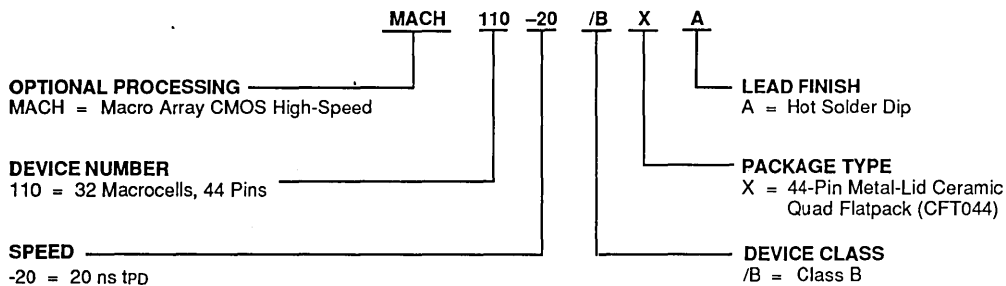 MACH 110 -20 /B X A
OPTIONAL PROCESSING
MACH = Macro Array CMOS High-Speed
DEVICE NUMBER
110 = 32 Macrocells, 44 Pins
SPEED
-20 = 20 ns tPD
LEAD FINISH
A = Hot Solder Dip
PACKAGE TYPE
X = 44-Pin Metal-Lid Ceramic
Quad Flatpack (CFT044)
DEVICE CLASS
/B = Class B